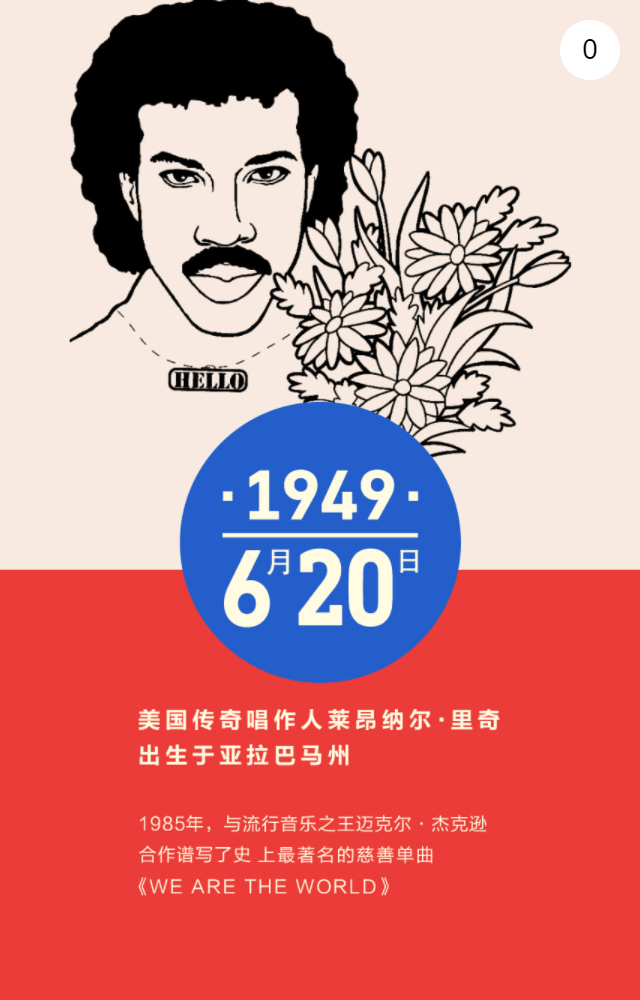 0
HELLO
·1949·
6月20日
美国传奇唱作人莱昂纳尔·里奇
出生于亚拉巴马州
1985年，与流行音乐之王迈克尔·杰克逊
合作谱写了史 上最著名的慈善单曲
《WE ARE THE WORLD》